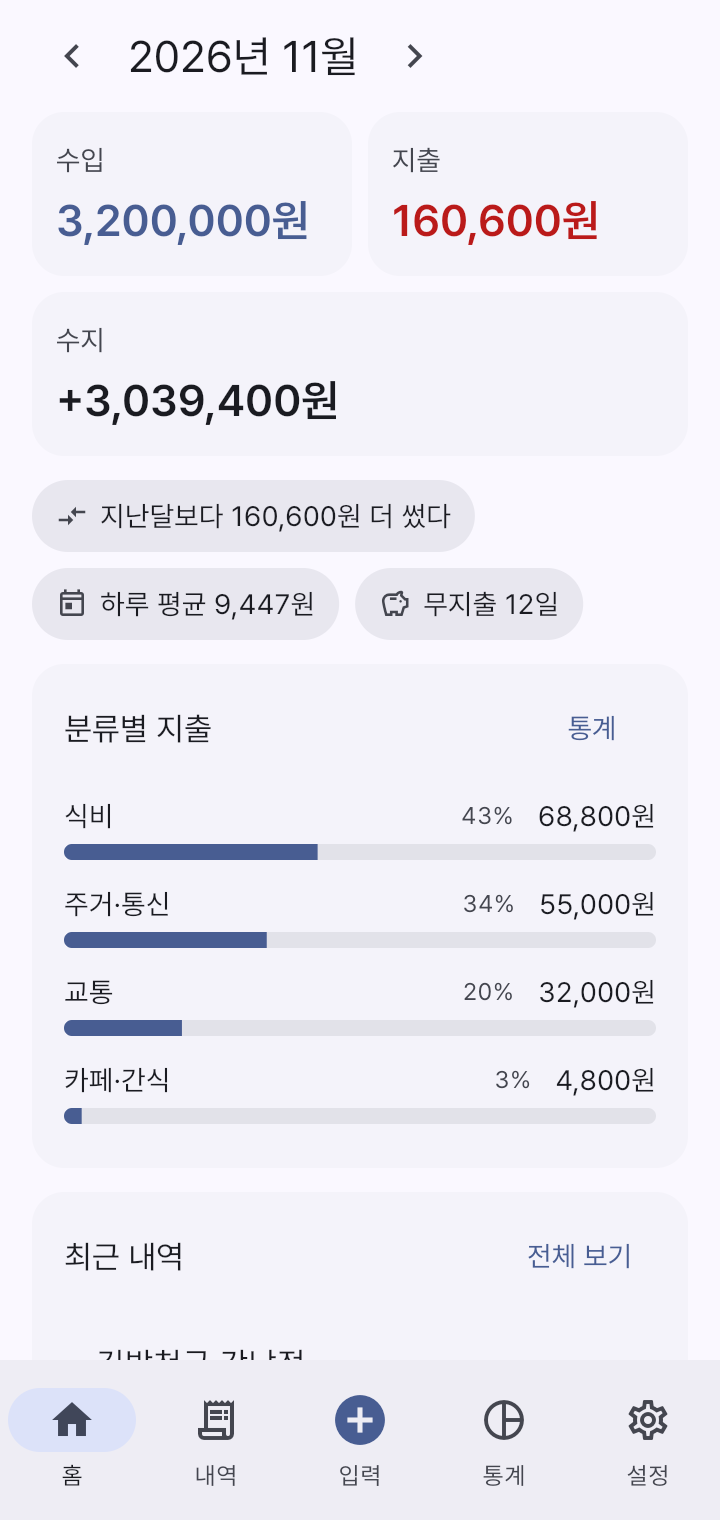 2026년 11월
수입
3,200,000원
지출
160,600원
수지
+3,039,400원
지난달보다 160,600원 더 썼다
하루 평균 9,447원
무지출 12일
분류별 지출 통계
식비 43% 68,800원
주거·통신 34% 55,000원
교통 20% 32,000원
카페·간식 3% 4,800원
최근 내역 전체 보기
홈 내역 입력 통계 설정